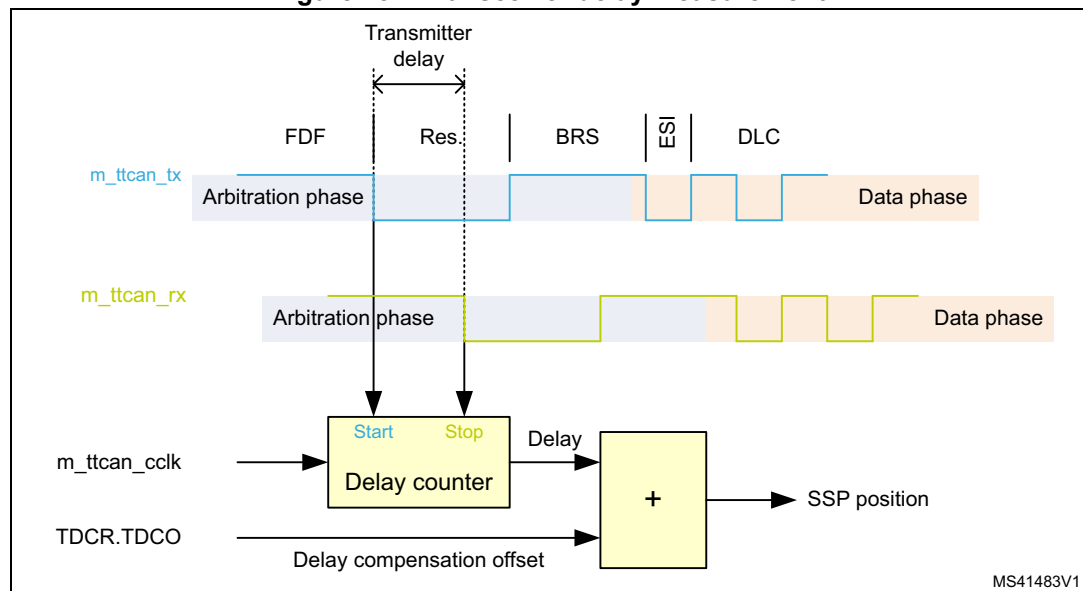 Transmitter
delay
FDF
Res.
BRS
ESI
DLC
m_ttcan_tx
Arbitration phase
Data phase
m_ttcan_rx
Arbitration phase
Data phase
Start
Stop
Delay
m_ttcan_cclk
Delay counter
+
SSP position
TDCR.TDCO
Delay compensation offset
MS41483V1